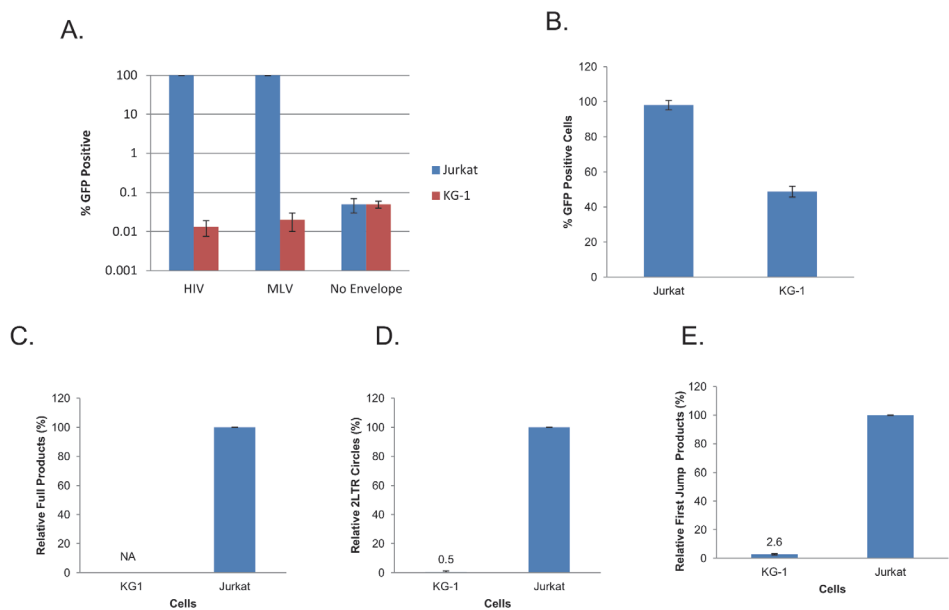 A.
% GFP Positive
100
10
1
0.1
0.01
0.001
HIV
MLV
No Envelope
Jurkat
KG-1
B.
% GFP Positive Cells
120
100
80
60
40
20
0
Jurkat
KG-1
C.
Relative Full Products (%)
120
100
80
60
40
20
0
NA
KG1
Jurkat
Cells
D.
Relative 2LTR Circles (%)
120
100
80
60
40
20
0
0.5
KG-1
Jurkat
Cells
E.
Relative First Jump Products (%)
120
100
80
60
40
20
0
2.6
KG-1
Jurkat
Cells